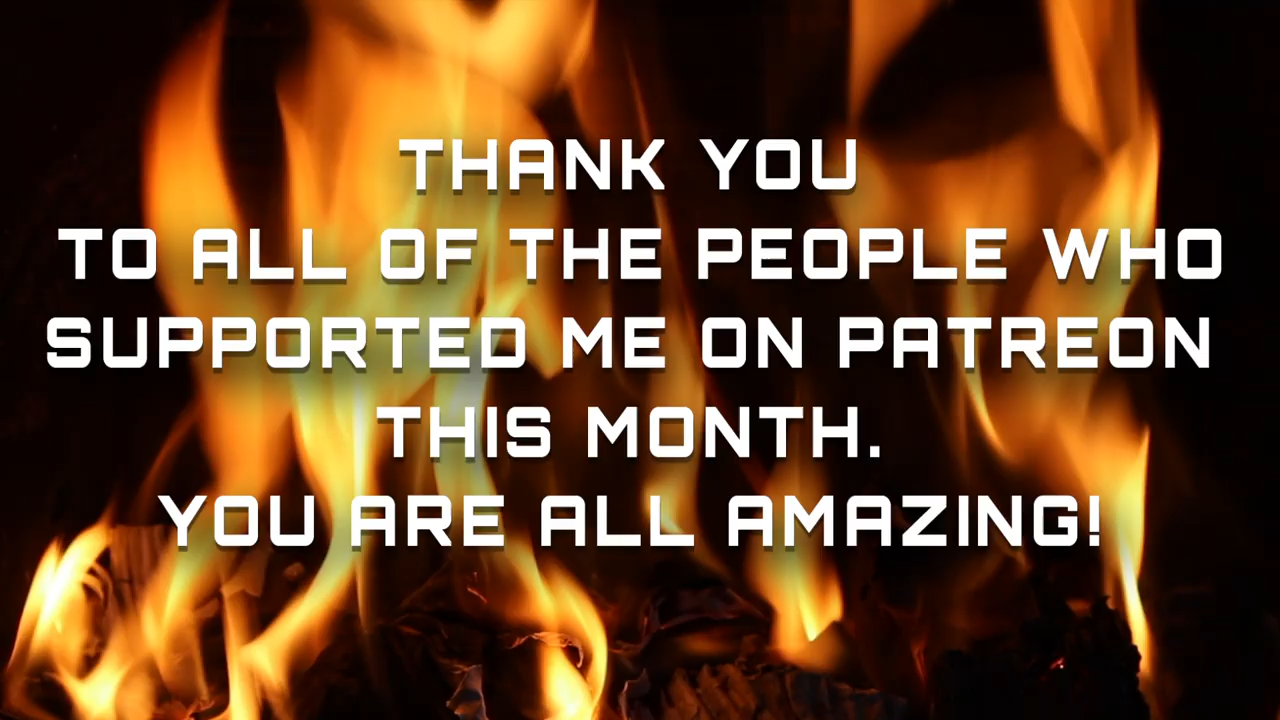 THANK YOU
TO ALL OF THE PEOPLE WHO
SUPPORTED ME ON PATREON
THIS MONTH.
YOU ARE ALL AMAZING!